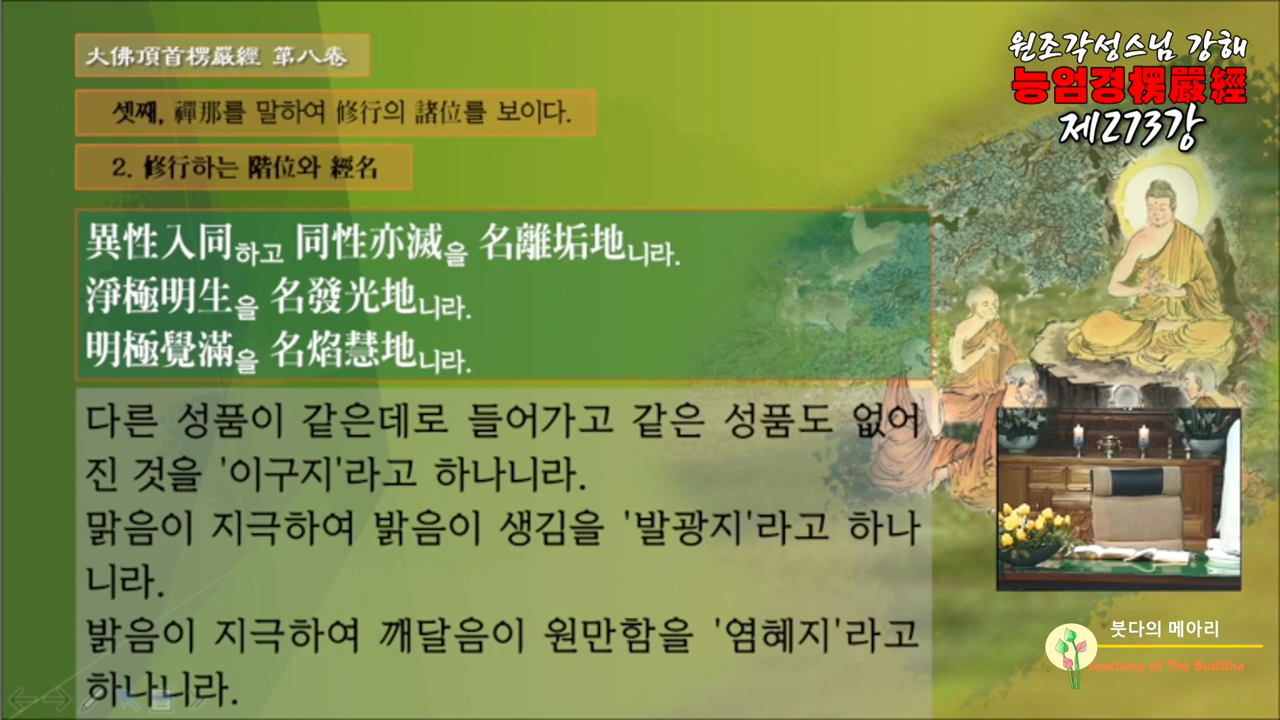 大佛頂首楞嚴經 第八卷
셋째, 禪那를 말하여 修行의 諸位를 보이다.
2. 修行하는 階位와 經名
異性入同하고 同性亦滅을 名離垢地니라.
淨極明生을 名發光地니라.
明極覺滿을 名焰慧地니라.
다른 성품이 같은데로 들어가고 같은 성품도 없어
진 것을 '이구지'라고 하나니라.
맑음이 지극하여 밝음이 생김을 '발광지'라고 하나
니라.
밝음이 지극하여 깨달음이 원만함을 '염혜지'라고
하나니라.
원조각성스님 강해
능엄경楞嚴經
제273강
붓다의 메아리
Teaching of The Buddha